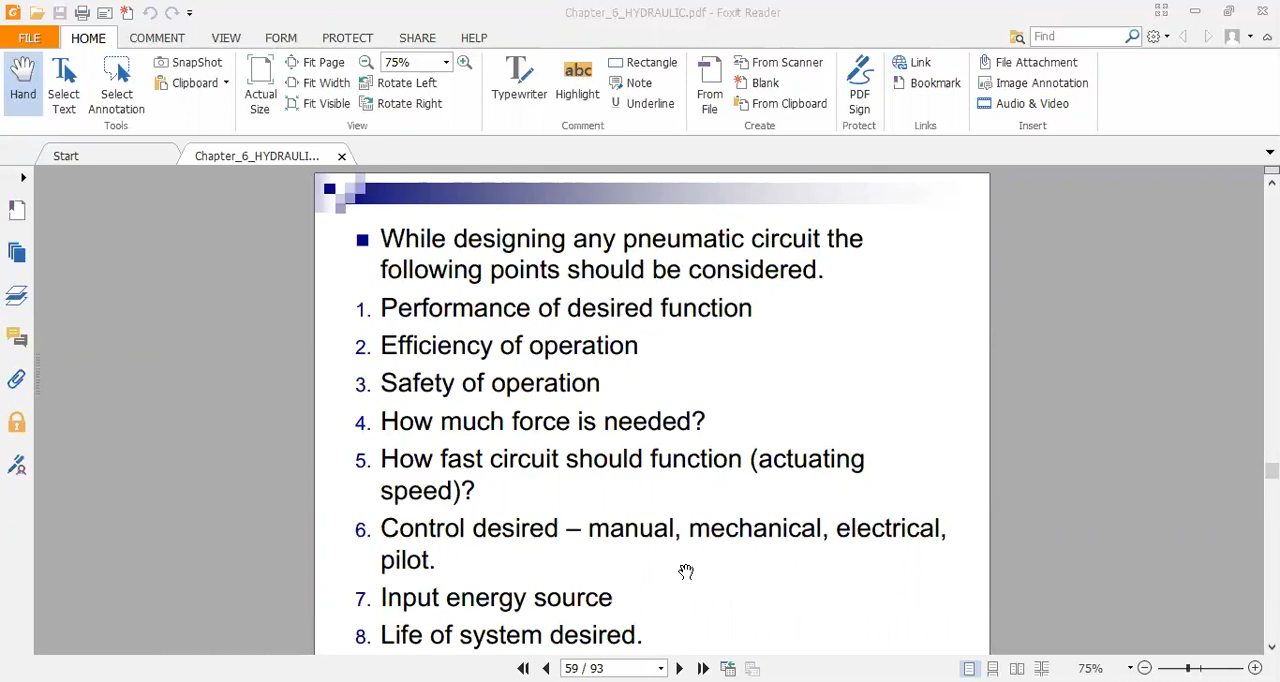 Chapter_6_HYDRAULIC.pdf - Foxit Reader
FILE HOME COMMENT VIEW FORM PROTECT SHARE HELP Find
Hand
Select Text
Select Annotation
SnapShot
Clipboard
Tools
Actual Size
Fit Page
Fit Width
Fit Visible
75%
Rotate Left
Rotate Right
View
Typewriter
Highlight
Rectangle
Note
Underline
Comment
From File
From Scanner
Blank
From Clipboard
Create
PDF Sign
Protect
Link
Bookmark
Links
File Attachment
Image Annotation
Audio & Video
Insert
Start
Chapter_6_HYDRAULI...
While designing any pneumatic circuit the
following points should be considered.
1. Performance of desired function
2. Efficiency of operation
3. Safety of operation
4. How much force is needed?
5. How fast circuit should function (actuating
speed)?
6. Control desired – manual, mechanical, electrical,
pilot.
7. Input energy source
8. Life of system desired.
59 / 93
75%